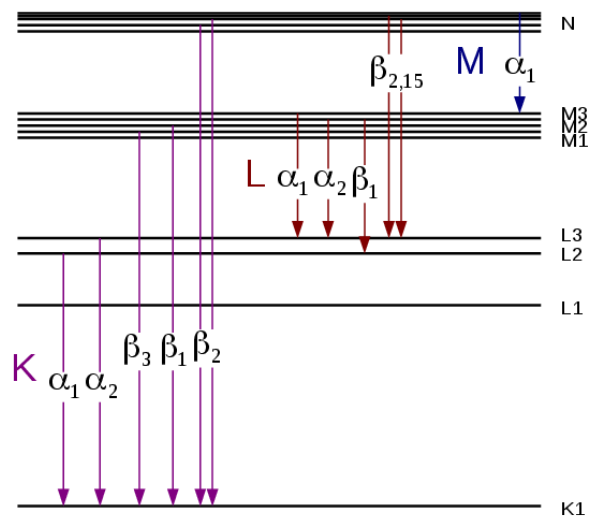 N
M α₁
β₂,₁₅
M3
M2
M1
L α₁ α₂ β₁
L3
L2
L1
K α₁ α₂ β₃ β₁ β₂
K1